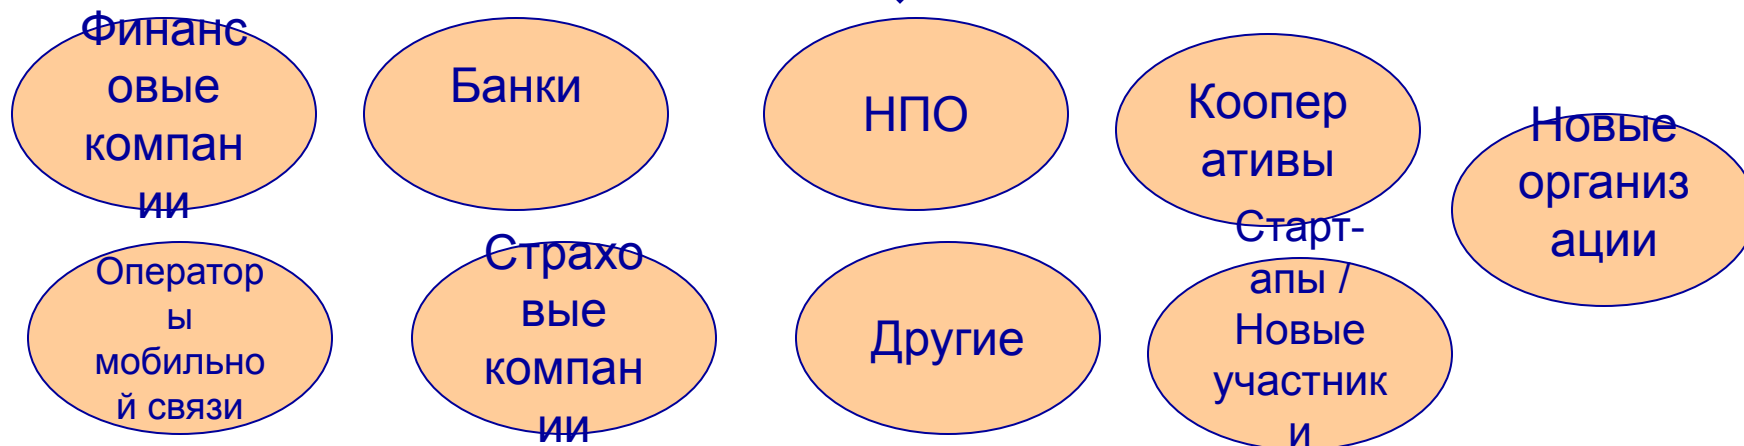 Финанс
овые
компан
ии
Банки
НПО
Коопер
ативы
Новые
организ
ации
Оператор
ы
мобильно
й связи
Страхо
вые
компан
ии
Другие
Старт-
апы /
Новые
участник
и